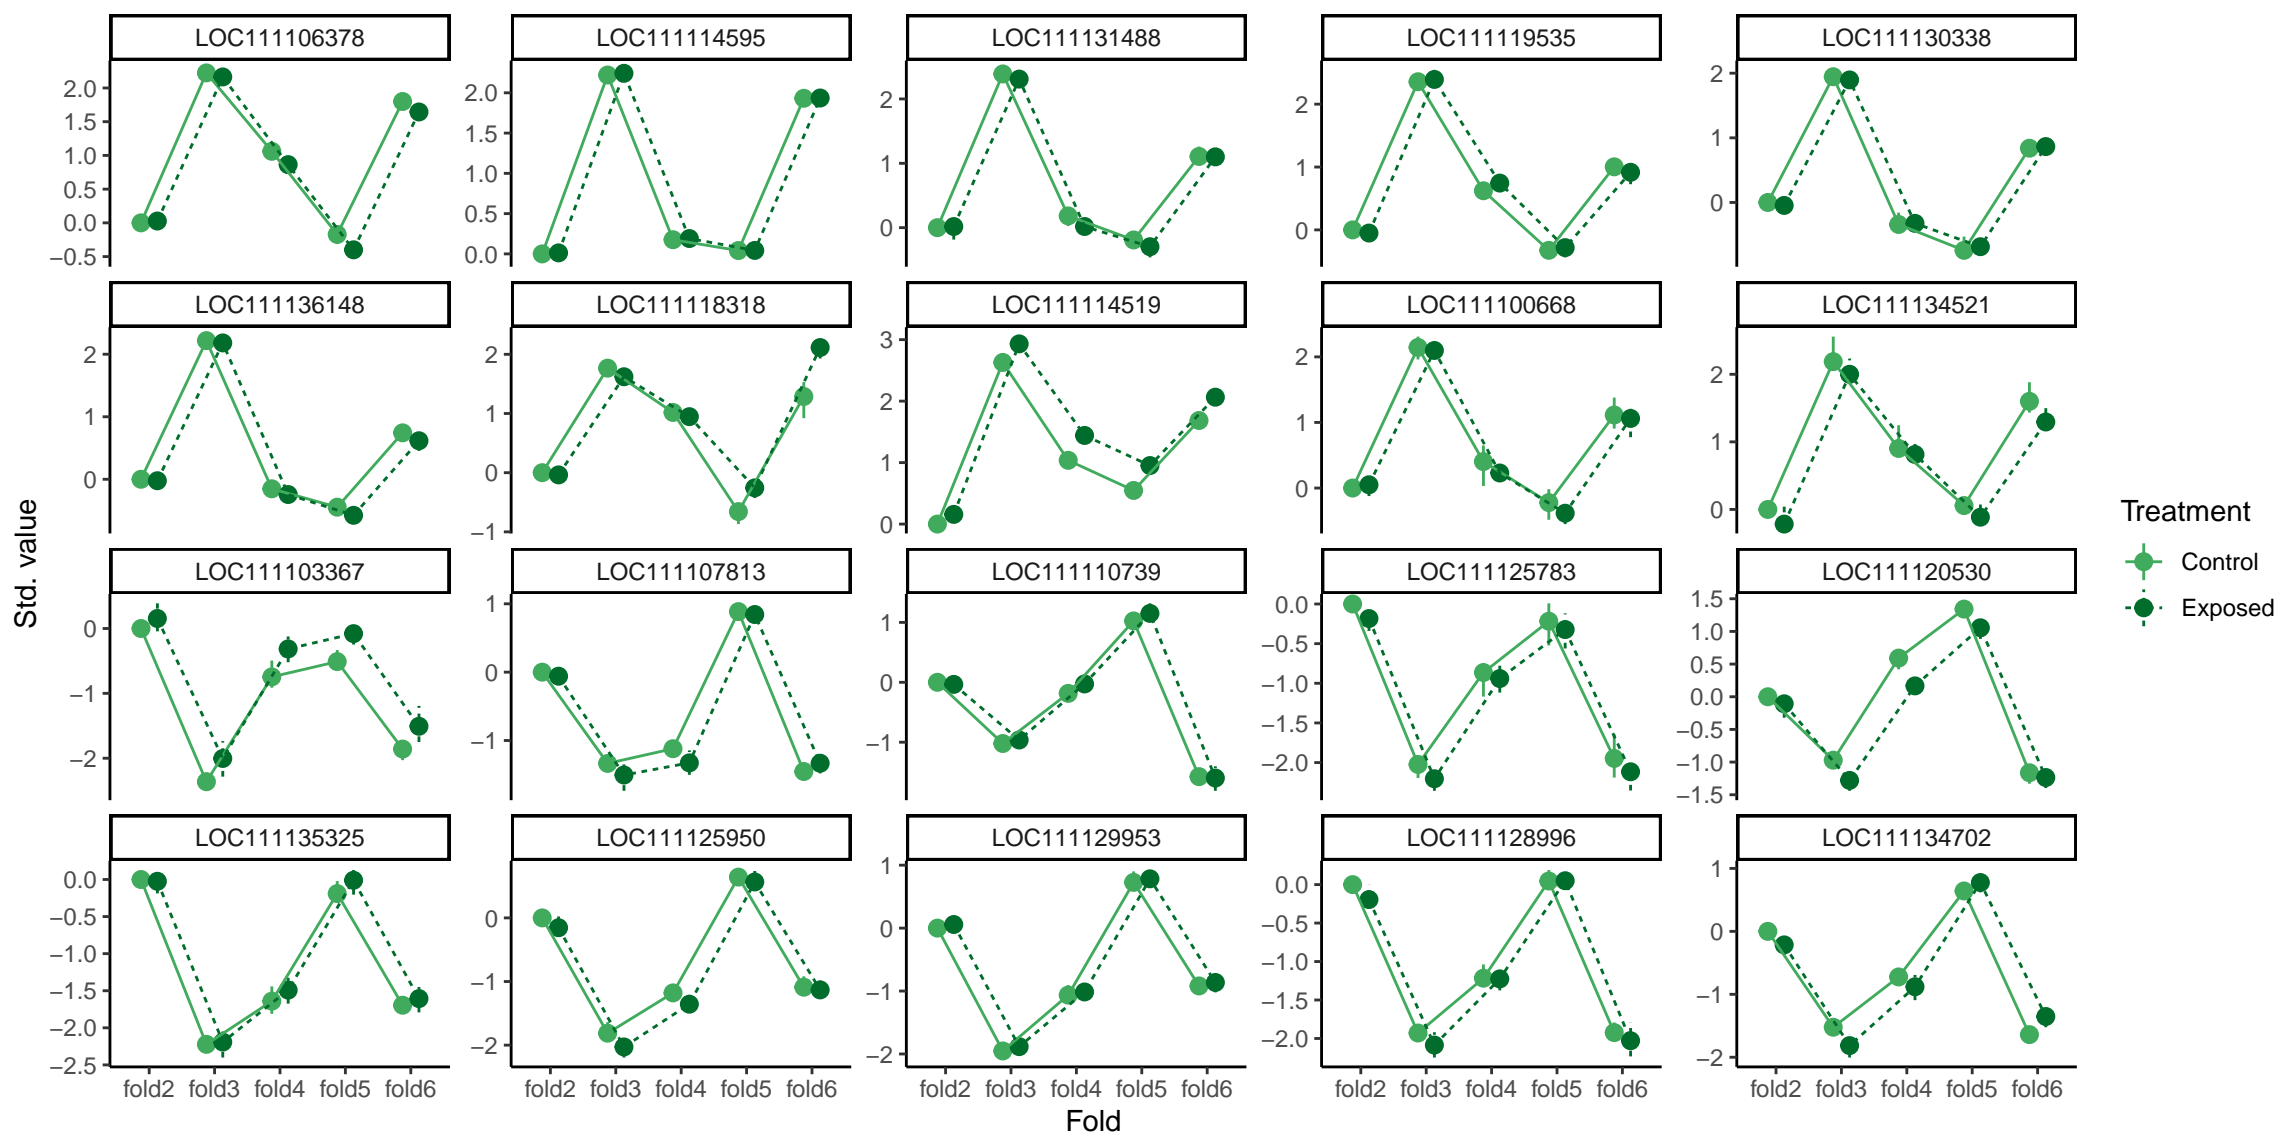 LOC111106378 LOC111114595 LOC111131488 LOC111119535 LOC111130338
2.0 1.5 1.0 0.5 0.0 −0.5
2.0 1.5 1.0 0.5 0.0
2 1 0
2 1 0
2 1 0
LOC111136148 LOC111118318 LOC111114519 LOC111100668 LOC111134521
2 1 0
2 1 0 −1
3 2 1 0
2 1 0
2 1 0
LOC111103367 LOC111107813 LOC111110739 LOC111125783 LOC111120530
0 −1 −2
1 0 −1
1 0 −1
0.0 −0.5 −1.0 −1.5 −2.0
1.5 1.0 0.5 0.0 −0.5 −1.0 −1.5
LOC111135325 LOC111125950 LOC111129953 LOC111128996 LOC111134702
0.0 −0.5 −1.0 −1.5 −2.0 −2.5
0 −1 −2
1 0 −1 −2
0.0 −0.5 −1.0 −1.5 −2.0
1 0 −1 −2
fold2 fold3 fold4 fold5 fold6 fold2 fold3 fold4 fold5 fold6 fold2 fold3 fold4 fold5 fold6 fold2 fold3 fold4 fold5 fold6 fold2 fold3 fold4 fold5 fold6
Fold
Std. value
Treatment
Control
Exposed